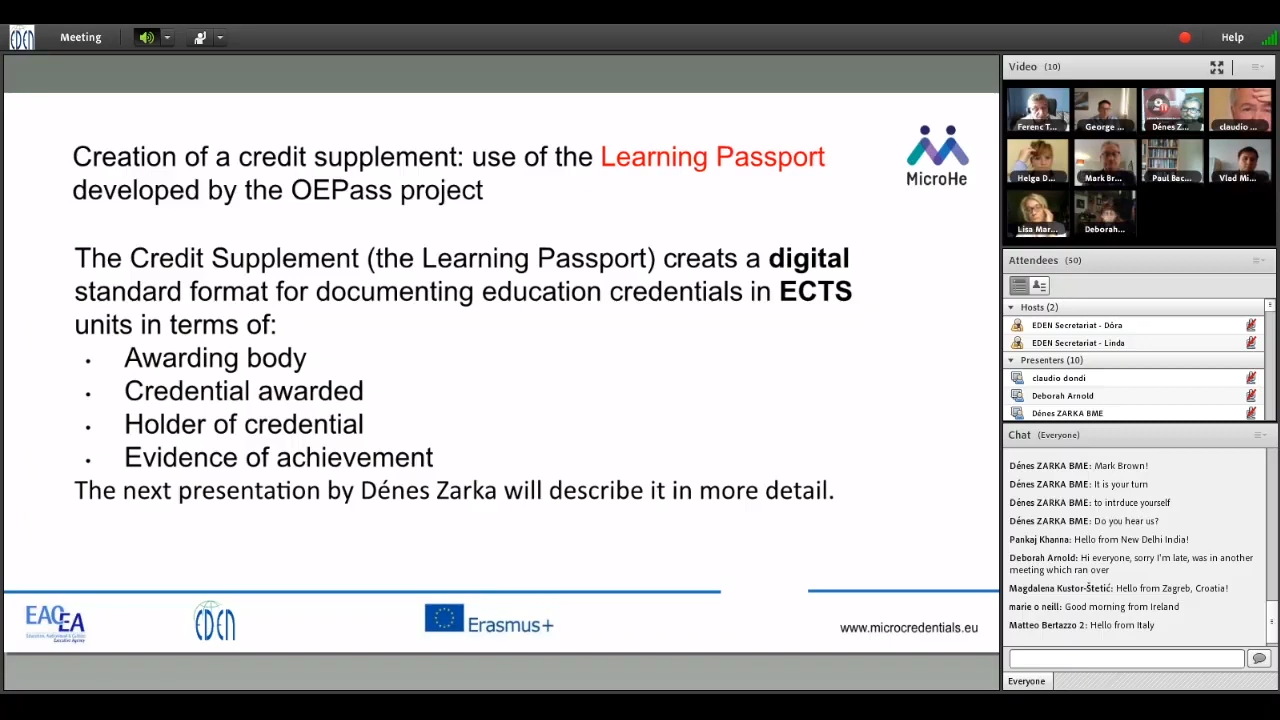 EDEN
Meeting
Help
Creation of a credit supplement: use of the Learning Passport
developed by the OEPass project
MicroHe
The Credit Supplement (the Learning Passport) creats a digital
standard format for documenting education credentials in ECTS
units in terms of:
• Awarding body
• Credential awarded
• Holder of credential
• Evidence of achievement
The next presentation by Dénes Zarka will describe it in more detail.
EACEA
EDEN
Erasmus+
www.microcredentials.eu
Video (10)
Ferenc T...
George ...
Dénes Z...
claudio ...
Helga D...
Mark Br...
Paul Bac...
Vlad Mi...
Lisa Mar...
Deborah...
Attendees (50)
Hosts (2)
EDEN Secretariat - Dóra
EDEN Secretariat - Linda
Presenters (10)
claudio dondi
Deborah Arnold
Dénes ZARKA BME
Chat (Everyone)
Dénes ZARKA BME: Mark Brown!
Dénes ZARKA BME: It is your turn
Dénes ZARKA BME: to intrduce yourself
Dénes ZARKA BME: Do you hear us?
Pankaj Khanna: Hello from New Delhi India!
Deborah Arnold: Hi everyone, sorry I'm late, was in another
meeting which ran over
Magdalena Kustor-Štetić: Hello from Zagreb, Croatia!
marie o neill: Good morning from Ireland
Matteo Bertazzo 2: Hello from Italy
Everyone